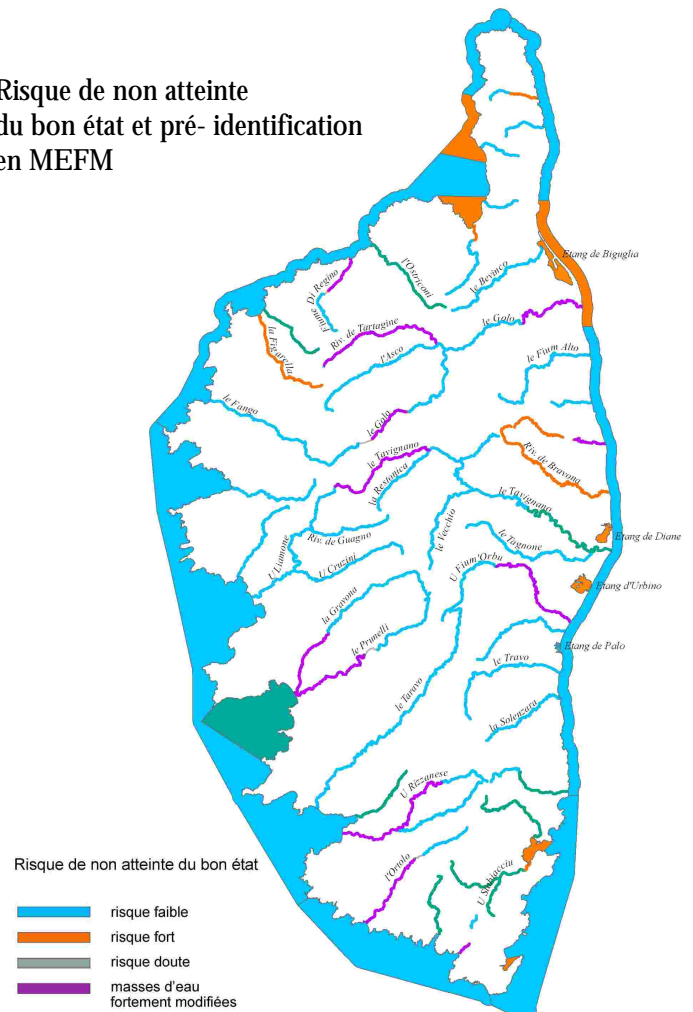 Risque de non atteinte
du bon état et pré- identification
en MEFM
Etang de Biguglia
l'Ostriconi
Fiume Di Regino
le Bevinco
le Golo
Riv. de Tartagine
la Figarella
l'Asco
le Fium Alto
le Fango
le Golo
le Tavignano
la Restonica
Riv. de Bravona
le Tavignano
le Vecchio
Riv. de Guagno
U Liamone
U Cruzini
le Tagnone
Etang de Diane
U Fium'Orbu
Etang d'Urbino
la Gravona
le Prunelli
Etang de Palo
le Travo
le Taravo
la Solenzara
U Rizzanese
l'Ortolo
U Stabiacciu
Risque de non atteinte du bon état
risque faible
risque fort
risque doute
masses d'eau
fortement modifiées